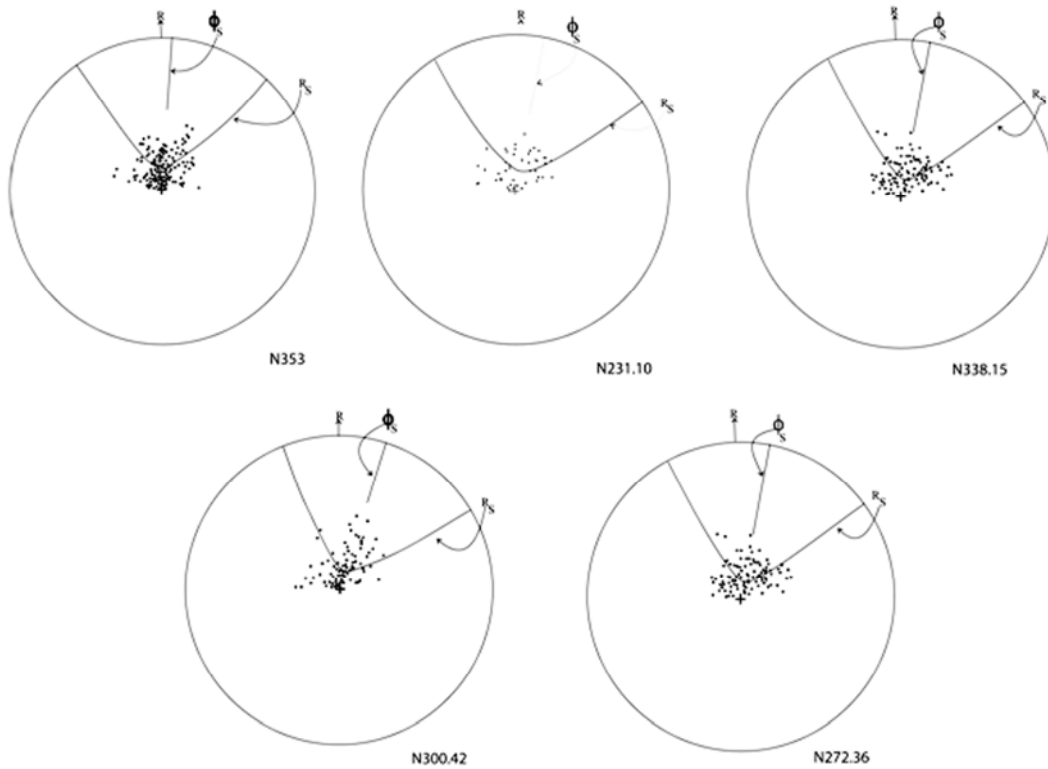 R ϕS RS
N353
R ϕS RS
N231.10
R ϕS RS
N338.15
R ϕS RS
N300.42
R ϕS RS
N272.36